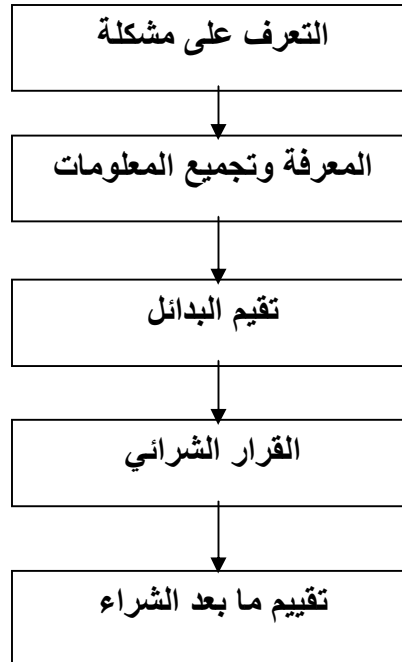 التعرف على مشكلة
المعرفة وتجميع المعلومات
تقيم البدائل
القرار الشرائي
تقييم ما بعد الشراء